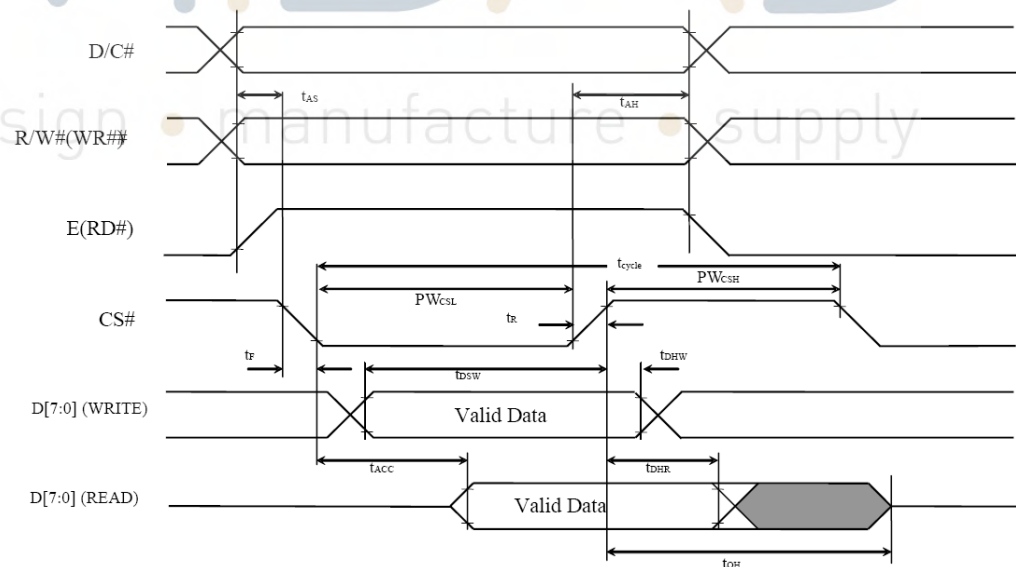 D/C#
tAS
tAH
sign • manufacture • supply
R/W#(WR#)#
E(RD#)
tcycle
PWCSL
PWCSH
CS#
tR
tF
tDSW
tDHW
D[7:0] (WRITE)
Valid Data
tACC
tDHR
D[7:0] (READ)
Valid Data
tOH